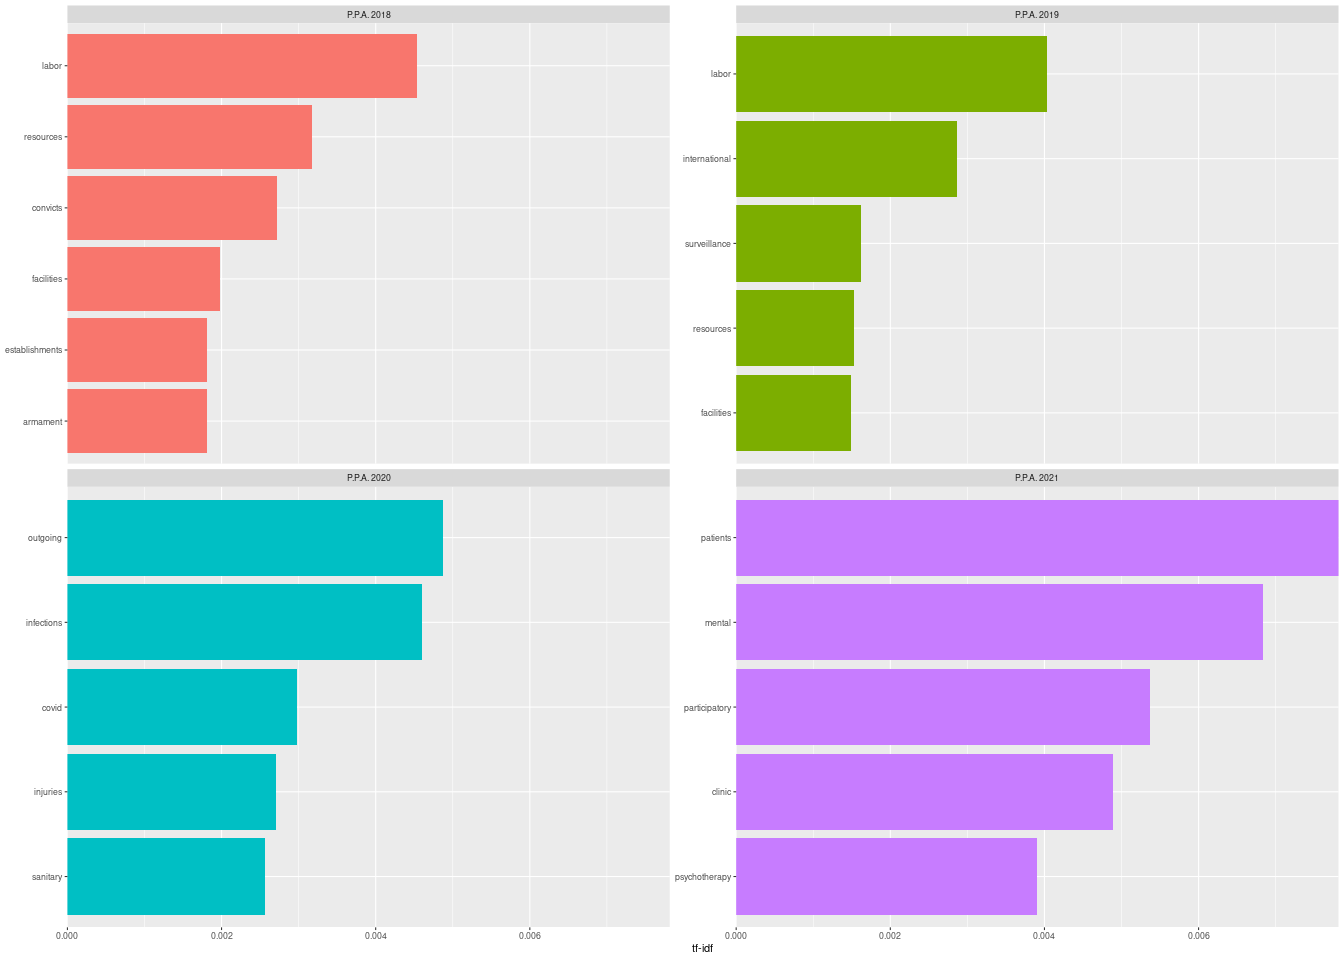 P.P.A. 2018
labor
resources
convicts
facilities
establishments
armament
P.P.A. 2019
labor
international
surveillance
resources
facilities
P.P.A. 2020
outgoing
infections
covid
injuries
sanitary
0.000 0.002 0.004 0.006
P.P.A. 2021
patients
mental
participatory
clinic
psychotherapy
0.000 0.002 0.004 0.006
tf-idf